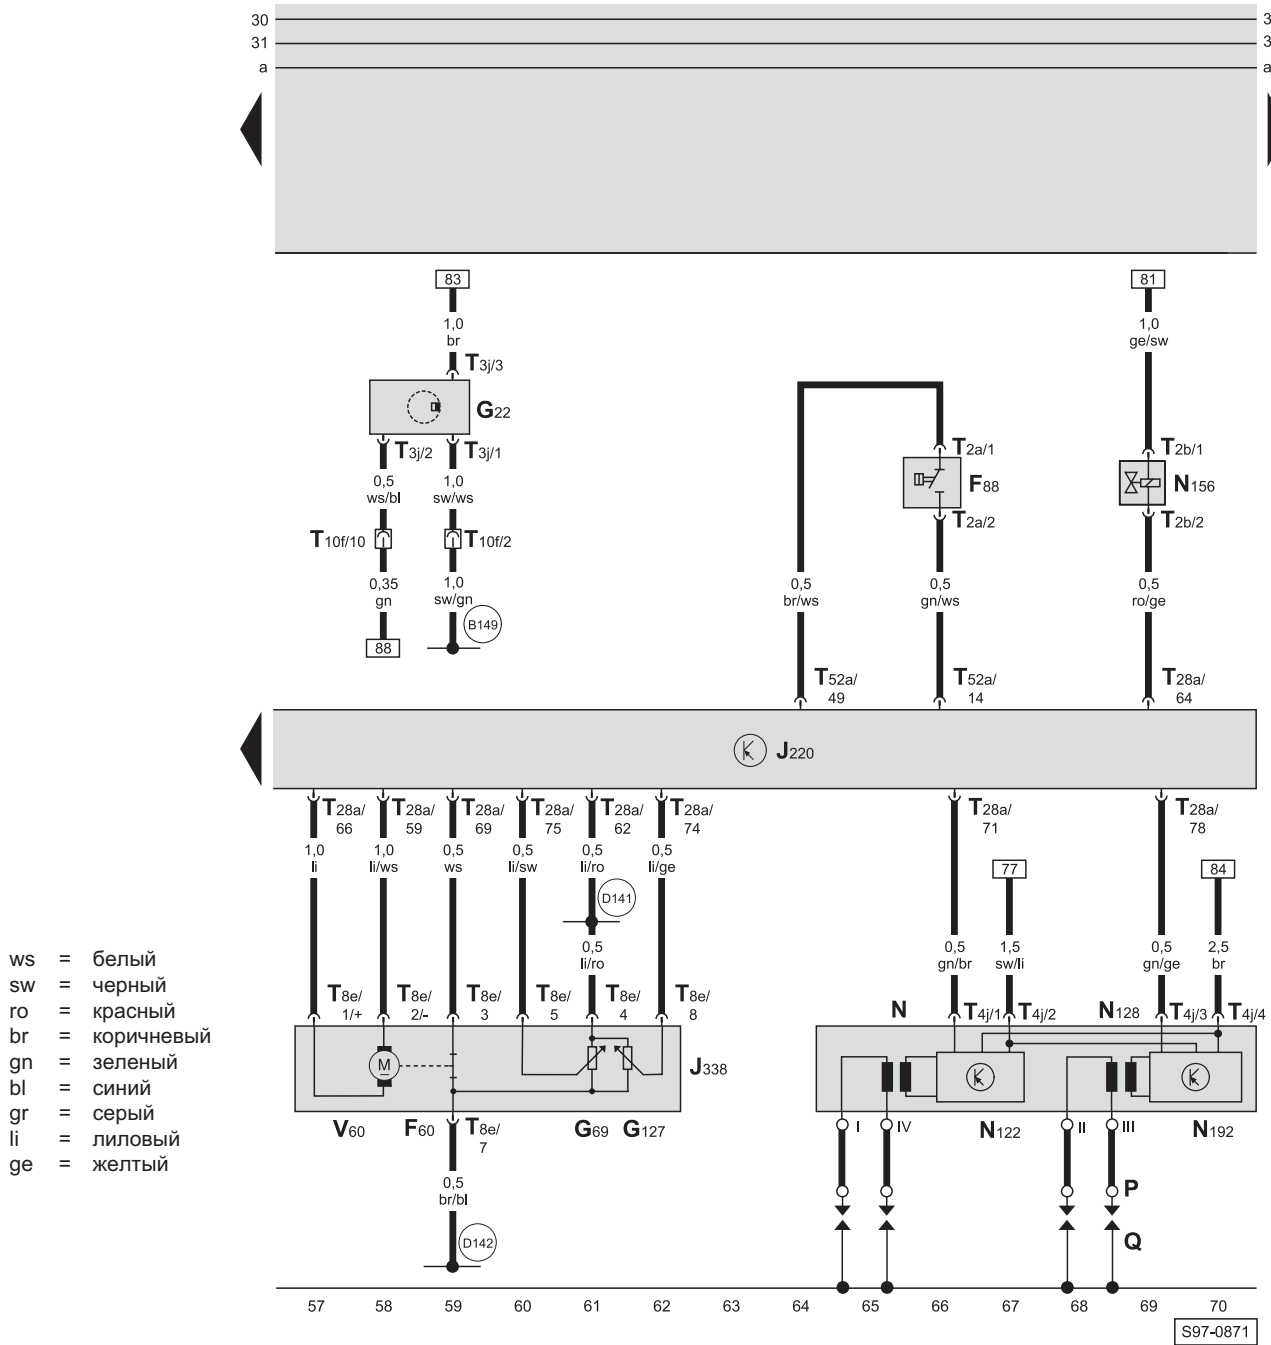 30 3
31 3
a a
83 81
1,0
br
1,0
ge/sw
T3j/3
G22
T3j/2 T3j/1
T2a/1 T2b/1
F88 N156
0,5
ws/bl
1,0
sw/ws
T2a/2 T2b/2
T10f/10 T10f/2
0,35
gn
1,0
sw/gn
0,5
br/ws
0,5
gn/ws
0,5
ro/ge
B149
88
T52a/
49
T52a/
14
T28a/
64
J220
T28a/
66
T28a/
59
T28a/
69
T28a/
75
T28a/
62
T28a/
74
T28a/
71
T28a/
78
1,0
li
1,0
li/ws
0,5
ws
0,5
li/sw
0,5
li/ro
0,5
li/ge
77 84
D141
0,5
li/ro
0,5
gn/br
1,5
sw/li
0,5
gn/ge
2,5
br
ws = белый
sw = черный
ro = красный
br = коричневый
gn = зеленый
bl = синий
gr = серый
li = лиловый
ge = желтый
T8e/
1/+
T8e/
2/-
T8e/
3
T8e/
5
T8e/
4
T8e/
8
N T4j/1 T4j/2 N128 T4j/3 T4j/4
M
J338
V60 F60 T8e/
7
G69 G127
I IV N122 II III N192
0,5
br/bl
P
D142
Q
57 58 59 60 61 62 63 64 65 66 67 68 69 70
S97-0871